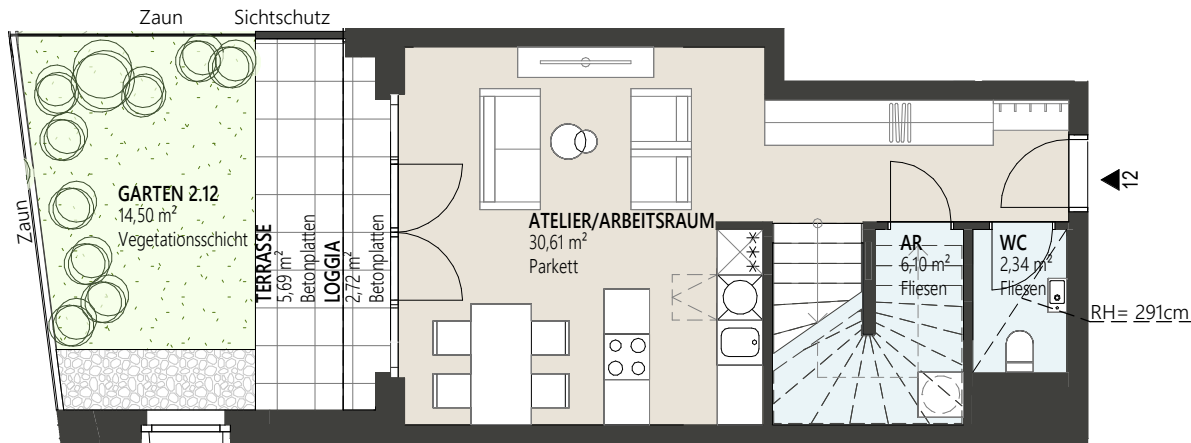 Zaun
Sichtschutz
Zaun
GARTEN 2.12
14,50 m²
Vegetationsschicht
TERRASSE
5,69 m²
Betonplatten
LOGGIA
2,72 m²
Betonplatten
ATELIER/ARBEITSRAUM
30,61 m²
Parkett
AR
6,10 m²
Fliesen
WC
2,34 m²
Fliesen
12
RH= 291cm